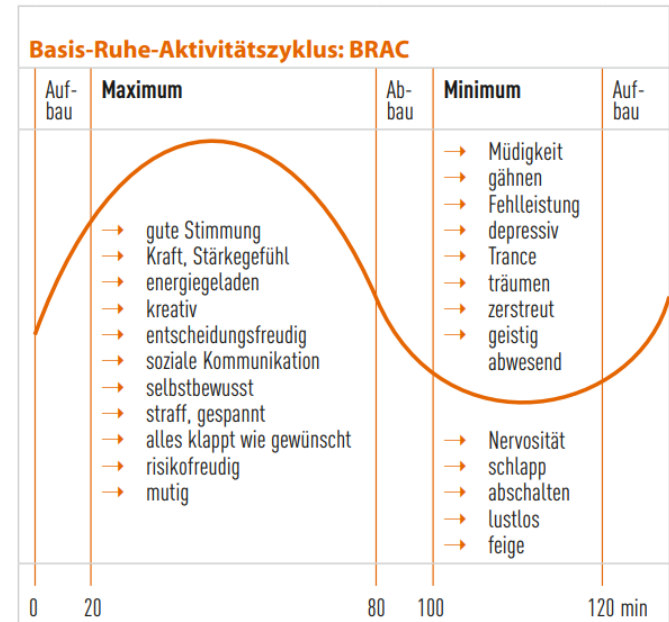 Basis-Ruhe-Aktivitätszyklus: BRAC
Auf-
bau
Maximum
Ab-
bau
Minimum
Auf-
bau
→ gute Stimmung
→ Kraft, Stärkegefühl
→ energiegeladen
→ kreativ
→ entscheidungsfreudig
→ soziale Kommunikation
→ selbstbewusst
→ straff, gespannt
→ alles klappt wie gewünscht
→ risikofreudig
→ mutig
→ Müdigkeit
→ gähnen
→ Fehlleistung
→ depressiv
→ Trance
→ träumen
→ zerstreut
→ geistig
abwesend
→ Nervosität
→ schlapp
→ abschalten
→ lustlos
→ feige
0 20 80 100 120 min